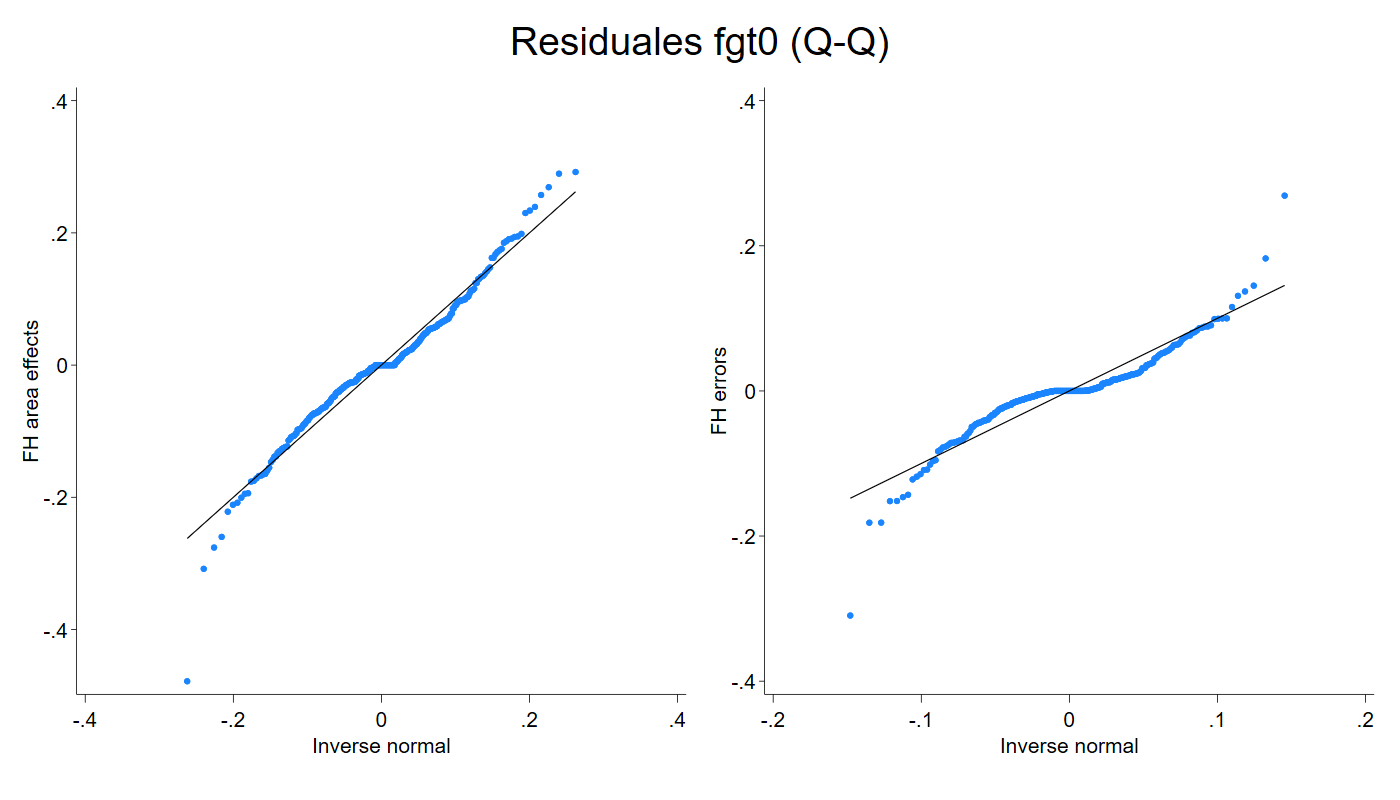 Residuales fgt0 (Q-Q)
FH area effects
.4
.2
0
-.2
-.4
-.4 -.2 0 .2 .4
Inverse normal
FH errors
.4
.2
0
-.2
-.4
-.2 -.1 0 .1 .2
Inverse normal